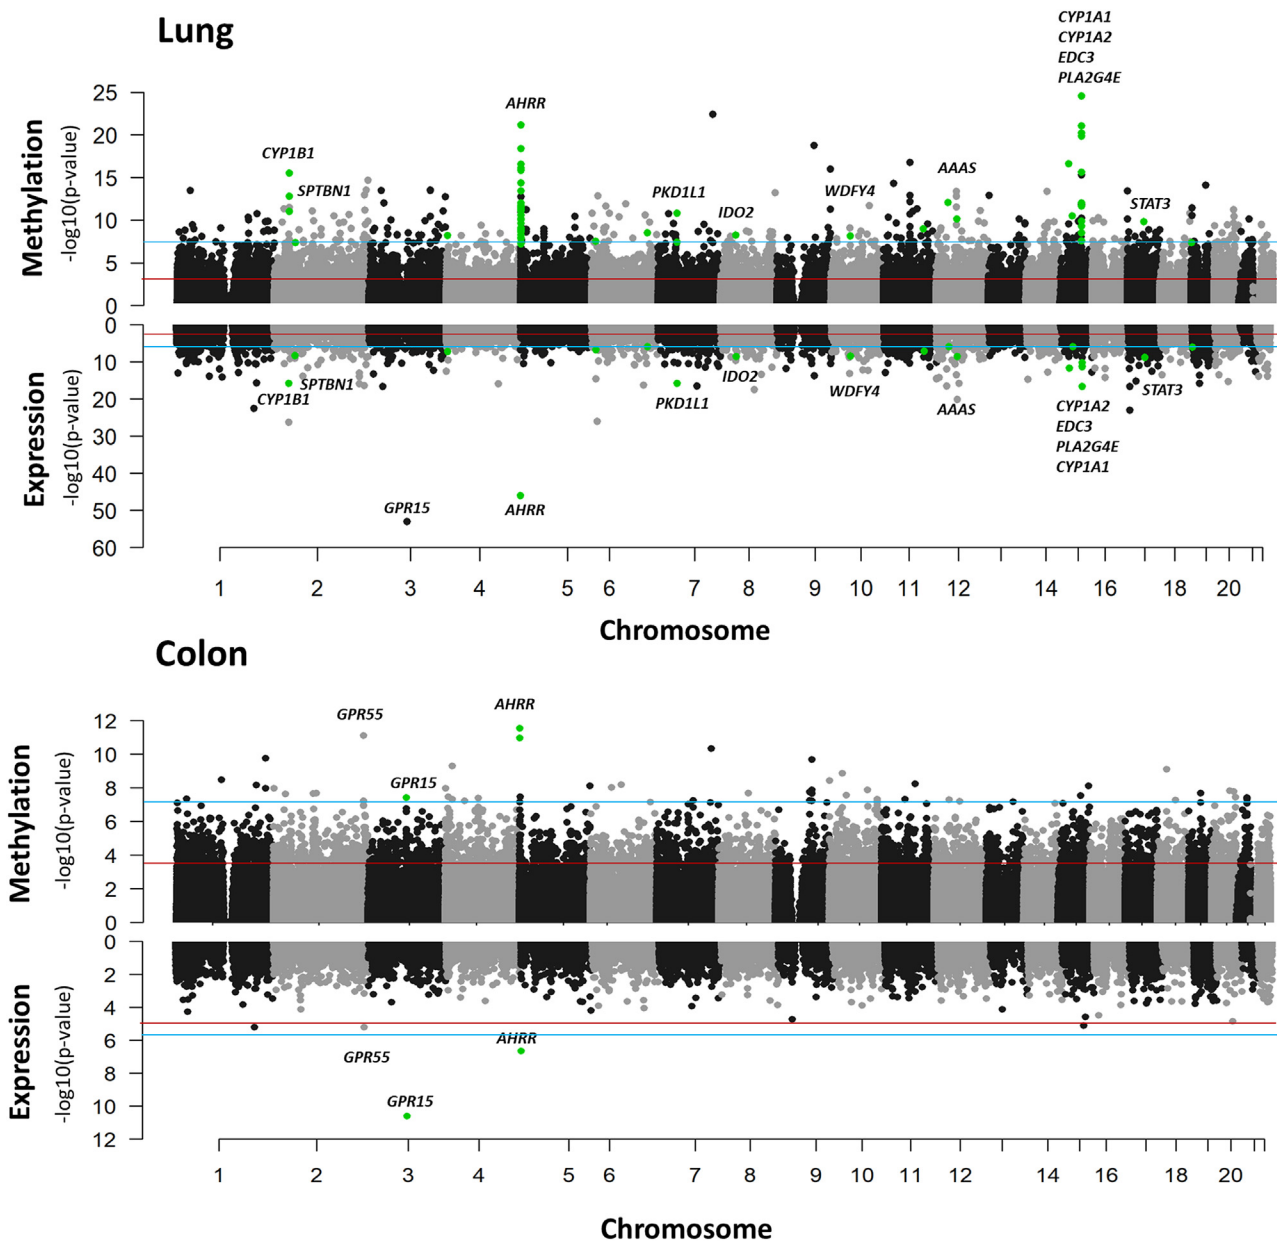 Lung
CYP1A1
CYP1A2
EDC3
PLA2G4E
AHRR
CYP1B1
SPTBN1
PKD1L1
IDO2
WDFY4
AAAS
STAT3
Methylation
-log10(p-value)
25
20
15
10
5
0
Expression
-log10(p-value)
0
10
20
30
40
50
60
CYP1B1
SPTBN1
GPR15
AHRR
PKD1L1
IDO2
WDFY4
AAAS
CYP1A2
EDC3
PLA2G4E
CYP1A1
STAT3
1 2 3 4 5 6 7 8 9 10 11 12 14 16 18 20
Chromosome
Colon
GPR55
AHRR
GPR15
Methylation
-log10(p-value)
12
10
8
6
4
2
0
Expression
-log10(p-value)
0
2
4
6
8
10
12
GPR55
AHRR
GPR15
1 2 3 4 5 6 7 8 9 10 11 12 14 16 18 20
Chromosome